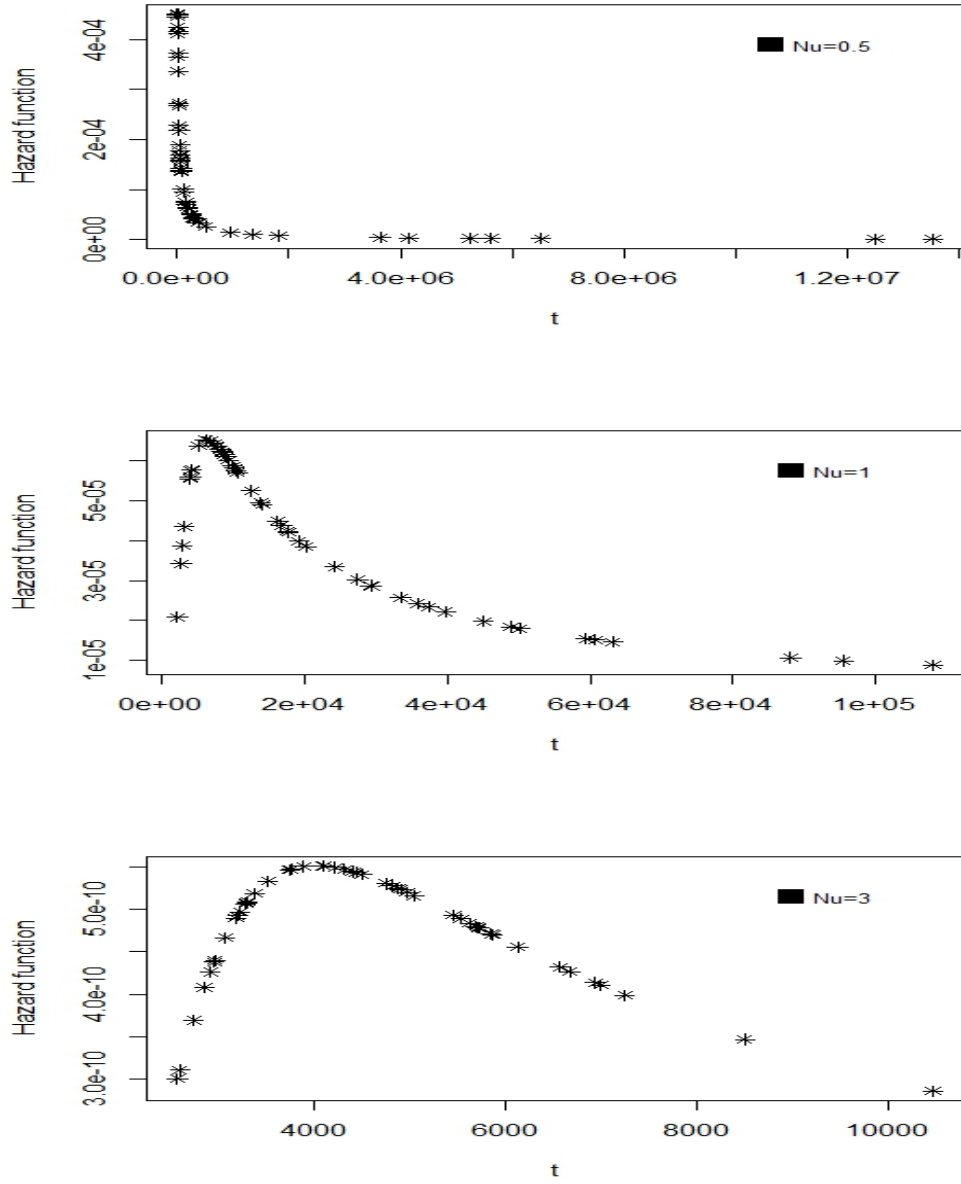 Hazard function
4e-04
2e-04
0e+00
Nu=0.5
0.0e+00 4.0e+06 8.0e+06 1.2e+07
t
Hazard function
5e-05
3e-05
1e-05
Nu=1
0e+00 2e+04 4e+04 6e+04 8e+04 1e+05
t
Hazard function
5.0e-10
4.0e-10
3.0e-10
Nu=3
4000 6000 8000 10000
t